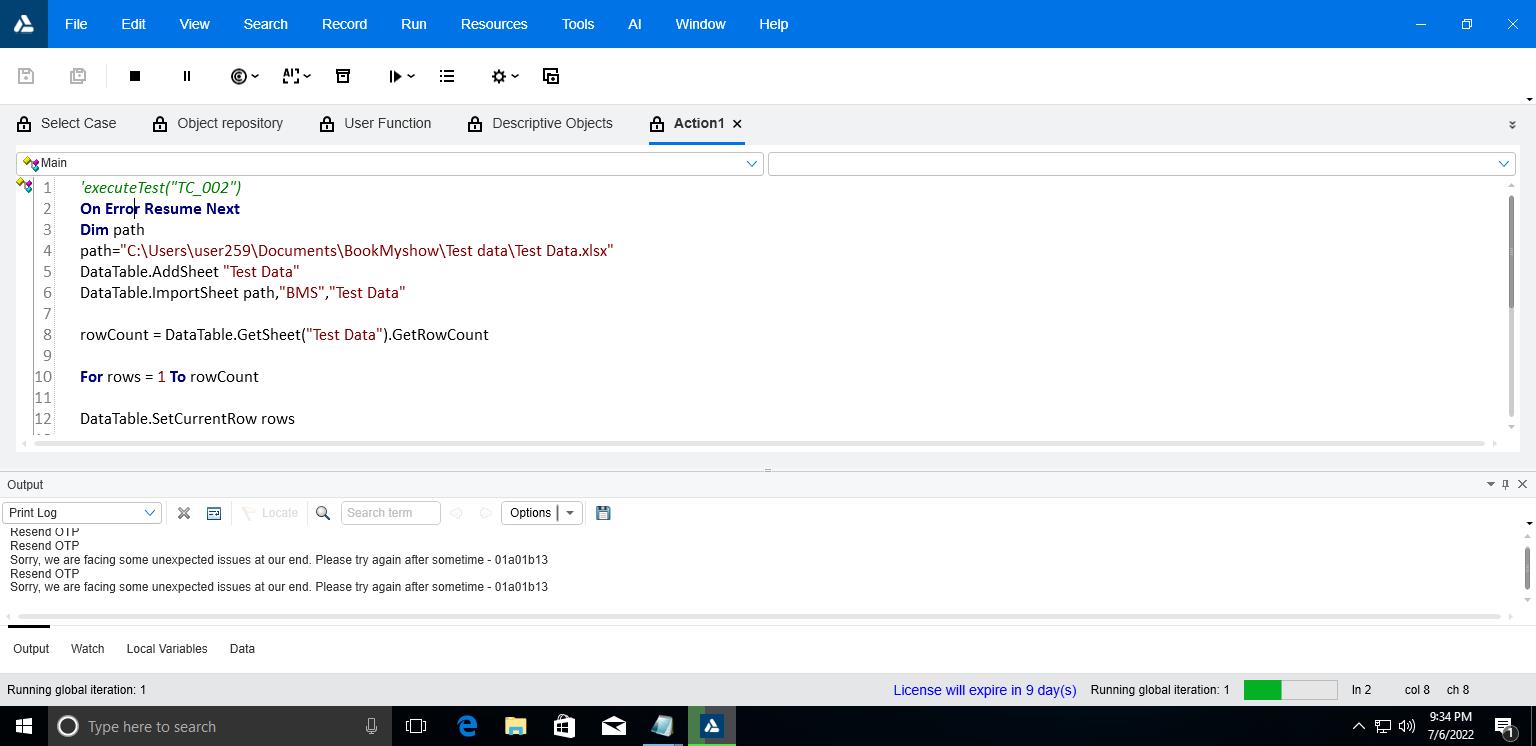 File Edit View Search Record Run Resources Tools AI Window Help
Select Case Object repository User Function Descriptive Objects Action1
Main
1 'executeTest("TC_002")
2 On Error Resume Next
3 Dim path
4 path="C:\Users\user259\Documents\BookMyshow\Test data\Test Data.xlsx"
5 DataTable.AddSheet "Test Data"
6 DataTable.ImportSheet path,"BMS","Test Data"
7
8 rowCount = DataTable.GetSheet("Test Data").GetRowCount
9
10 For rows = 1 To rowCount
11
12 DataTable.SetCurrentRow rows
Output
Print Log Locate Search term Options
Resend OTP
Resend OTP
Sorry, we are facing some unexpected issues at our end. Please try again after sometime - 01a01b13
Resend OTP
Sorry, we are facing some unexpected issues at our end. Please try again after sometime - 01a01b13
Output Watch Local Variables Data
Running global iteration: 1 License will expire in 9 day(s) Running global iteration: 1 ln 2 col 8 ch 8
Type here to search
9:34 PM
7/6/2022
1